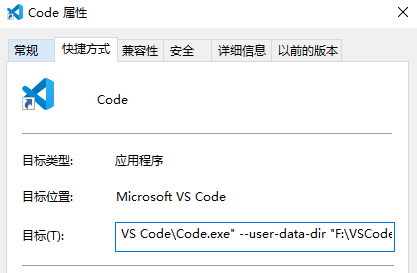 Code 属性
常规 快捷方式 兼容性 安全 详细信息 以前的版本
Code
目标类型: 应用程序
目标位置: Microsoft VS Code
目标(T): VS Code\Code.exe" --user-data-dir "F:\VSCode